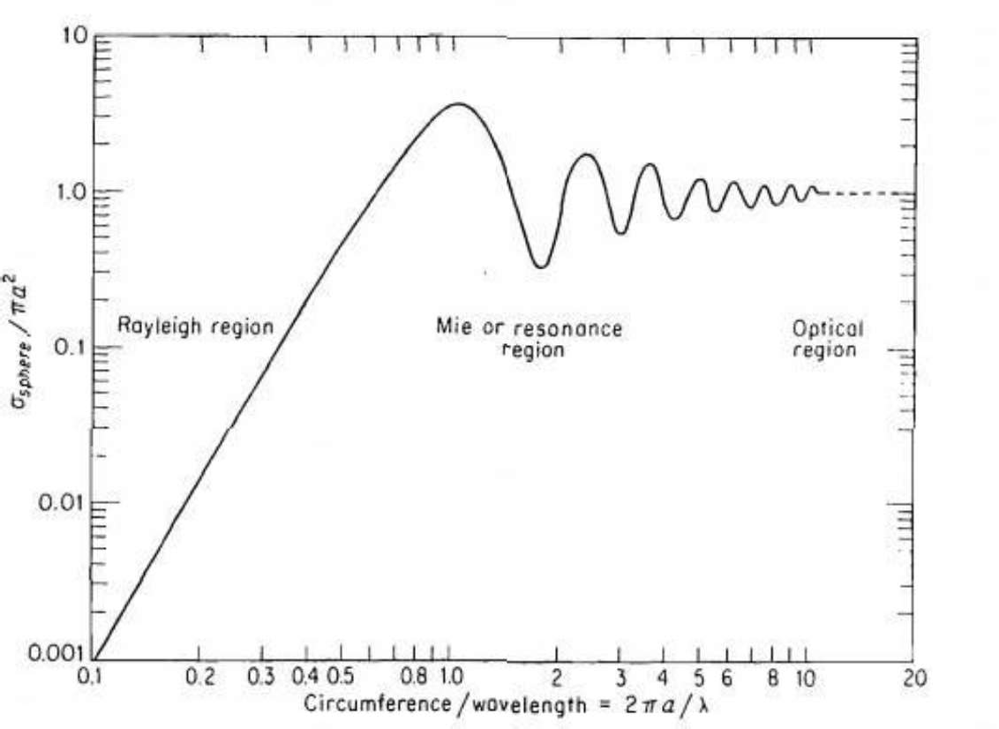 10
1.0
0.1
0.01
0.001
σsphere/πa²
Rayleigh region
Mie or resonance
region
Optical
region
0.1 0.2 0.3 0.4 0.5 0.8 1.0 2 3 4 5 6 8 10 20
Circumference/wavelength = 2πa/λ